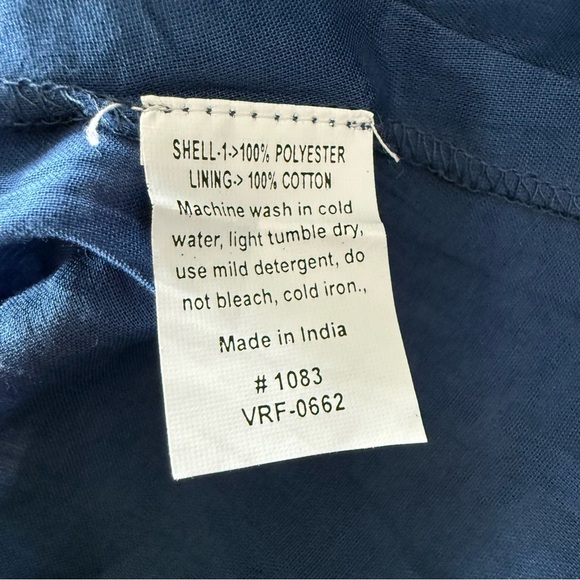 SHELL-1->100% POLYESTER
LINING-> 100% COTTON
Machine wash in cold
water, light tumble dry,
use mild detergent, do
not bleach, cold iron.,
Made in India
# 1083
VRF-0662